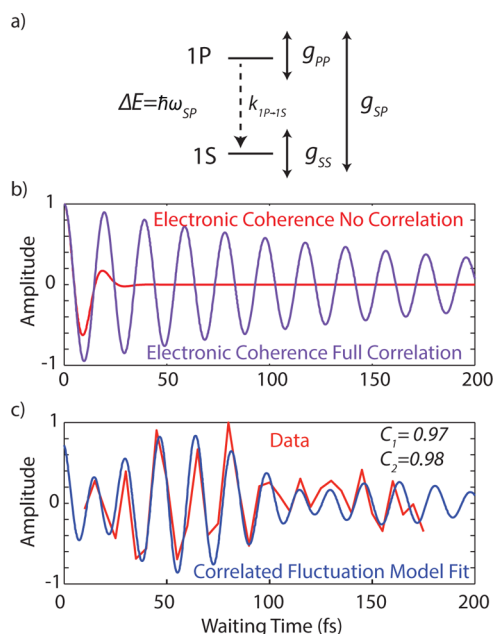 a)
1P
g_PP
ΔE=ħω_SP
k_1P→1S
g_SP
1S
g_SS
b)
1
Electronic Coherence No Correlation
Amplitude
0
Electronic Coherence Full Correlation
-1
0 50 100 150 200
c)
1
Data
C_1= 0.97
C_2= 0.98
Amplitude
0
Correlated Fluctuation Model Fit
-1
0 50 100 150 200
Waiting Time (fs)